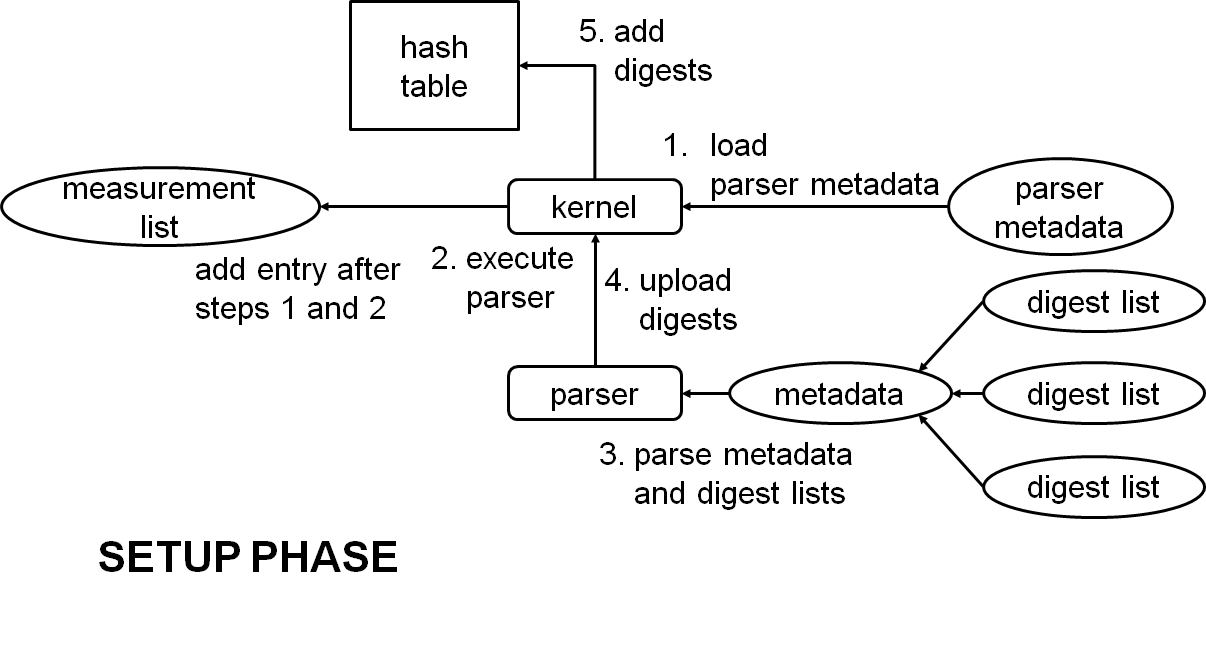 hash
table
5. add
digests
1. load
parser metadata
measurement
list
kernel
parser
metadata
add entry after
steps 1 and 2
2. execute
parser
4. upload
digests
digest list
parser
metadata
digest list
3. parse metadata
and digest lists
digest list
SETUP PHASE